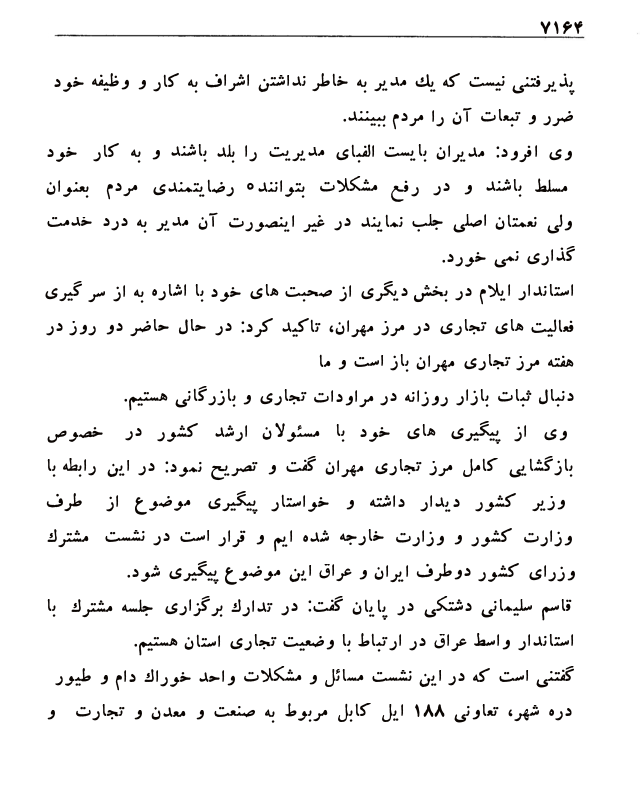 ۷۱۶۴
پذیرفتنی نیست که یك مدیر به خاطر نداشتن اشراف به کار و وظیفه خود
ضرر و تبعات آن را مردم ببینند.
وی افرود: مدیران بایست الفبای مدیریت را بلد باشند و به کار خود
مسلط باشند و در رفع مشکلات بتواننده رضایتمندی مردم بعنوان
ولی نعمتان اصلی جلب نمایند در غیر اینصورت آن مدیر به درد خدمت
گذاری نمی خورد.
استاندار ایلام در بخش دیگری از صحبت های خود با اشاره به از سر گیری
فعالیت های تجاری در مرز مهران، تاکید کرد: در حال حاضر دو روز در
هفته مرز تجاری مهران باز است و ما
دنبال ثبات بازار روزانه در مراودات تجاری و بازرگانی هستیم.
وی از پیگیری های خود با مسئولان ارشد کشور در خصوص
بازگشایی کامل مرز تجاری مهران گفت و تصریح نمود: در این رابطه با
وزیر کشور دیدار داشته و خواستار پیگیری موضوع از طرف
وزارت کشور و وزارت خارجه شده ایم و قرار است در نشست مشترك
وزرای کشور دوطرف ایران و عراق این موضوع پیگیری شود.
قاسم سلیمانی دشتکی در پایان گفت: در تدارك برگزاری جلسه مشترك با
استاندار واسط عراق در ارتباط با وضعیت تجاری استان هستیم.
گفتنی است که در این نشست مسائل و مشکلات واحد خوراك دام و طیور
دره شهر، تعاونی ۱۸۸ ایل کابل مربوط به صنعت و معدن و تجارت و